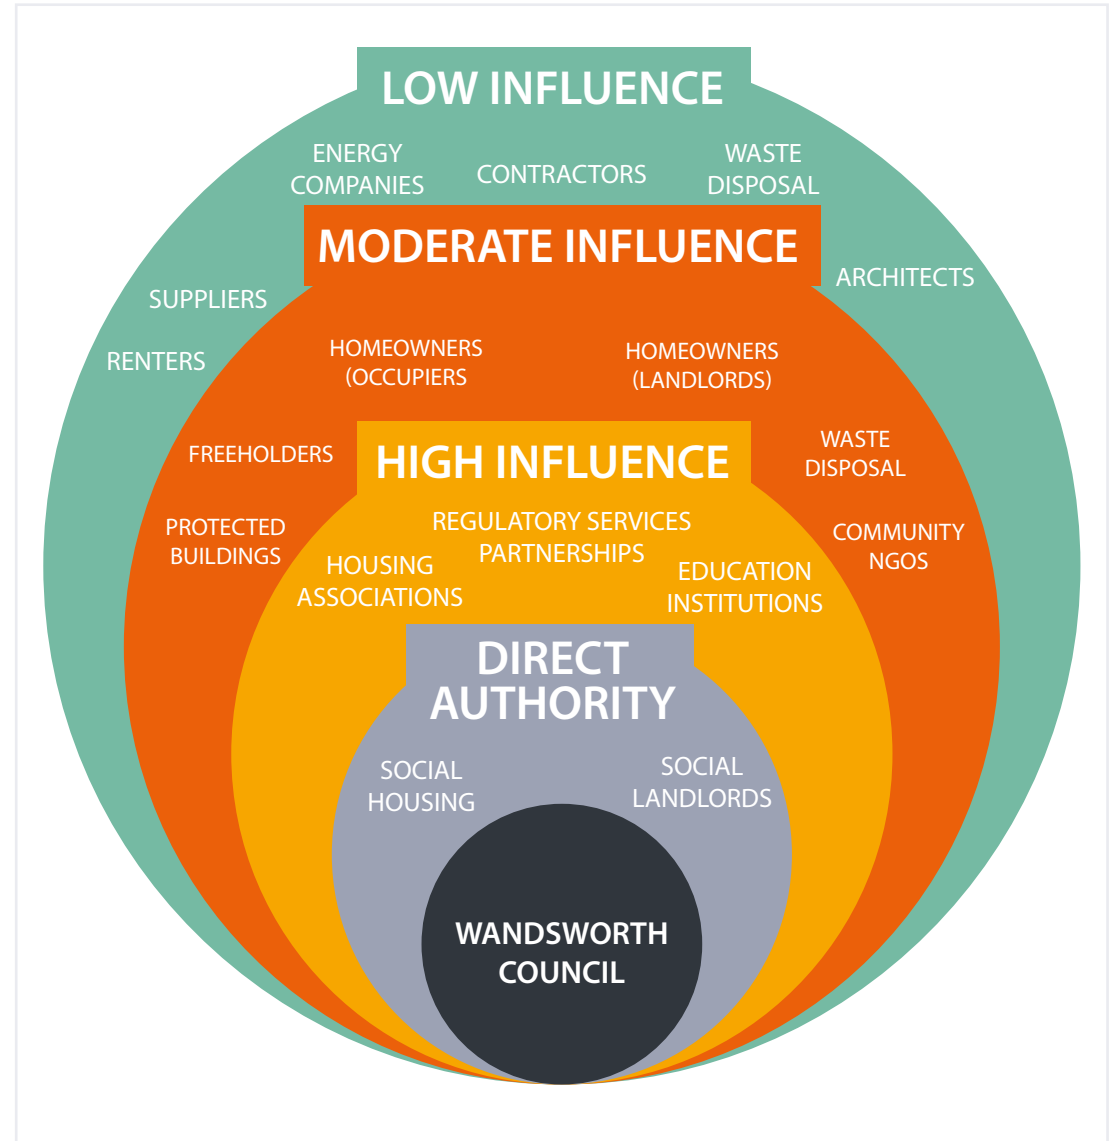 LOW INFLUENCE
ENERGY
COMPANIES
CONTRACTORS
WASTE
DISPOSAL
MODERATE INFLUENCE
SUPPLIERS
ARCHITECTS
RENTERS
HOMEOWNERS
(OCCUPIERS
HOMEOWNERS
(LANDLORDS)
FREEHOLDERS
HIGH INFLUENCE
WASTE
DISPOSAL
PROTECTED
BUILDINGS
REGULATORY SERVICES
PARTNERSHIPS
COMMUNITY
NGOS
HOUSING
ASSOCIATIONS
EDUCATION
INSTITUTIONS
DIRECT
AUTHORITY
SOCIAL
HOUSING
SOCIAL
LANDLORDS
WANDSWORTH
COUNCIL